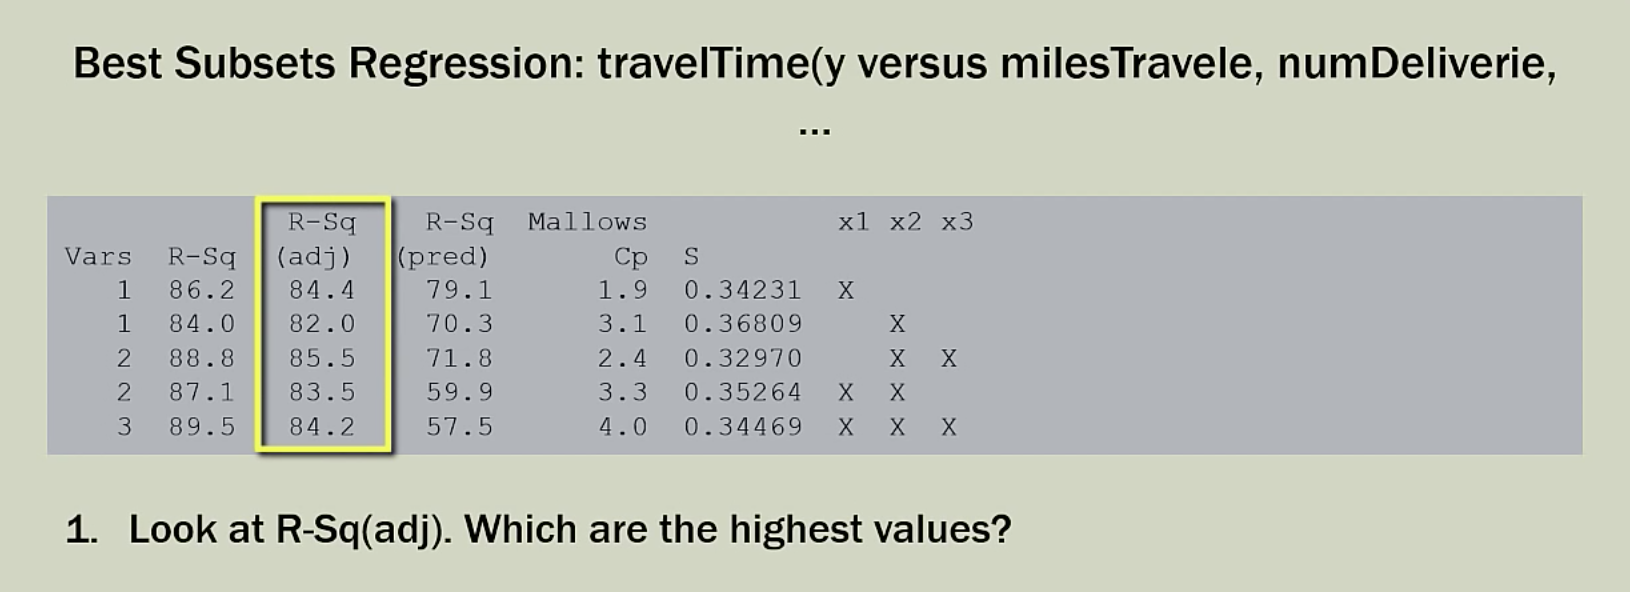 Best Subsets Regression: travelTime(y versus milesTravele, numDeliverie,
...
R-Sq R-Sq Mallows x1 x2 x3
Vars R-Sq (adj) (pred) Cp S
1 86.2 84.4 79.1 1.9 0.34231 X
1 84.0 82.0 70.3 3.1 0.36809 X
2 88.8 85.5 71.8 2.4 0.32970 X X
2 87.1 83.5 59.9 3.3 0.35264 X X
3 89.5 84.2 57.5 4.0 0.34469 X X X
1. Look at R-Sq(adj). Which are the highest values?